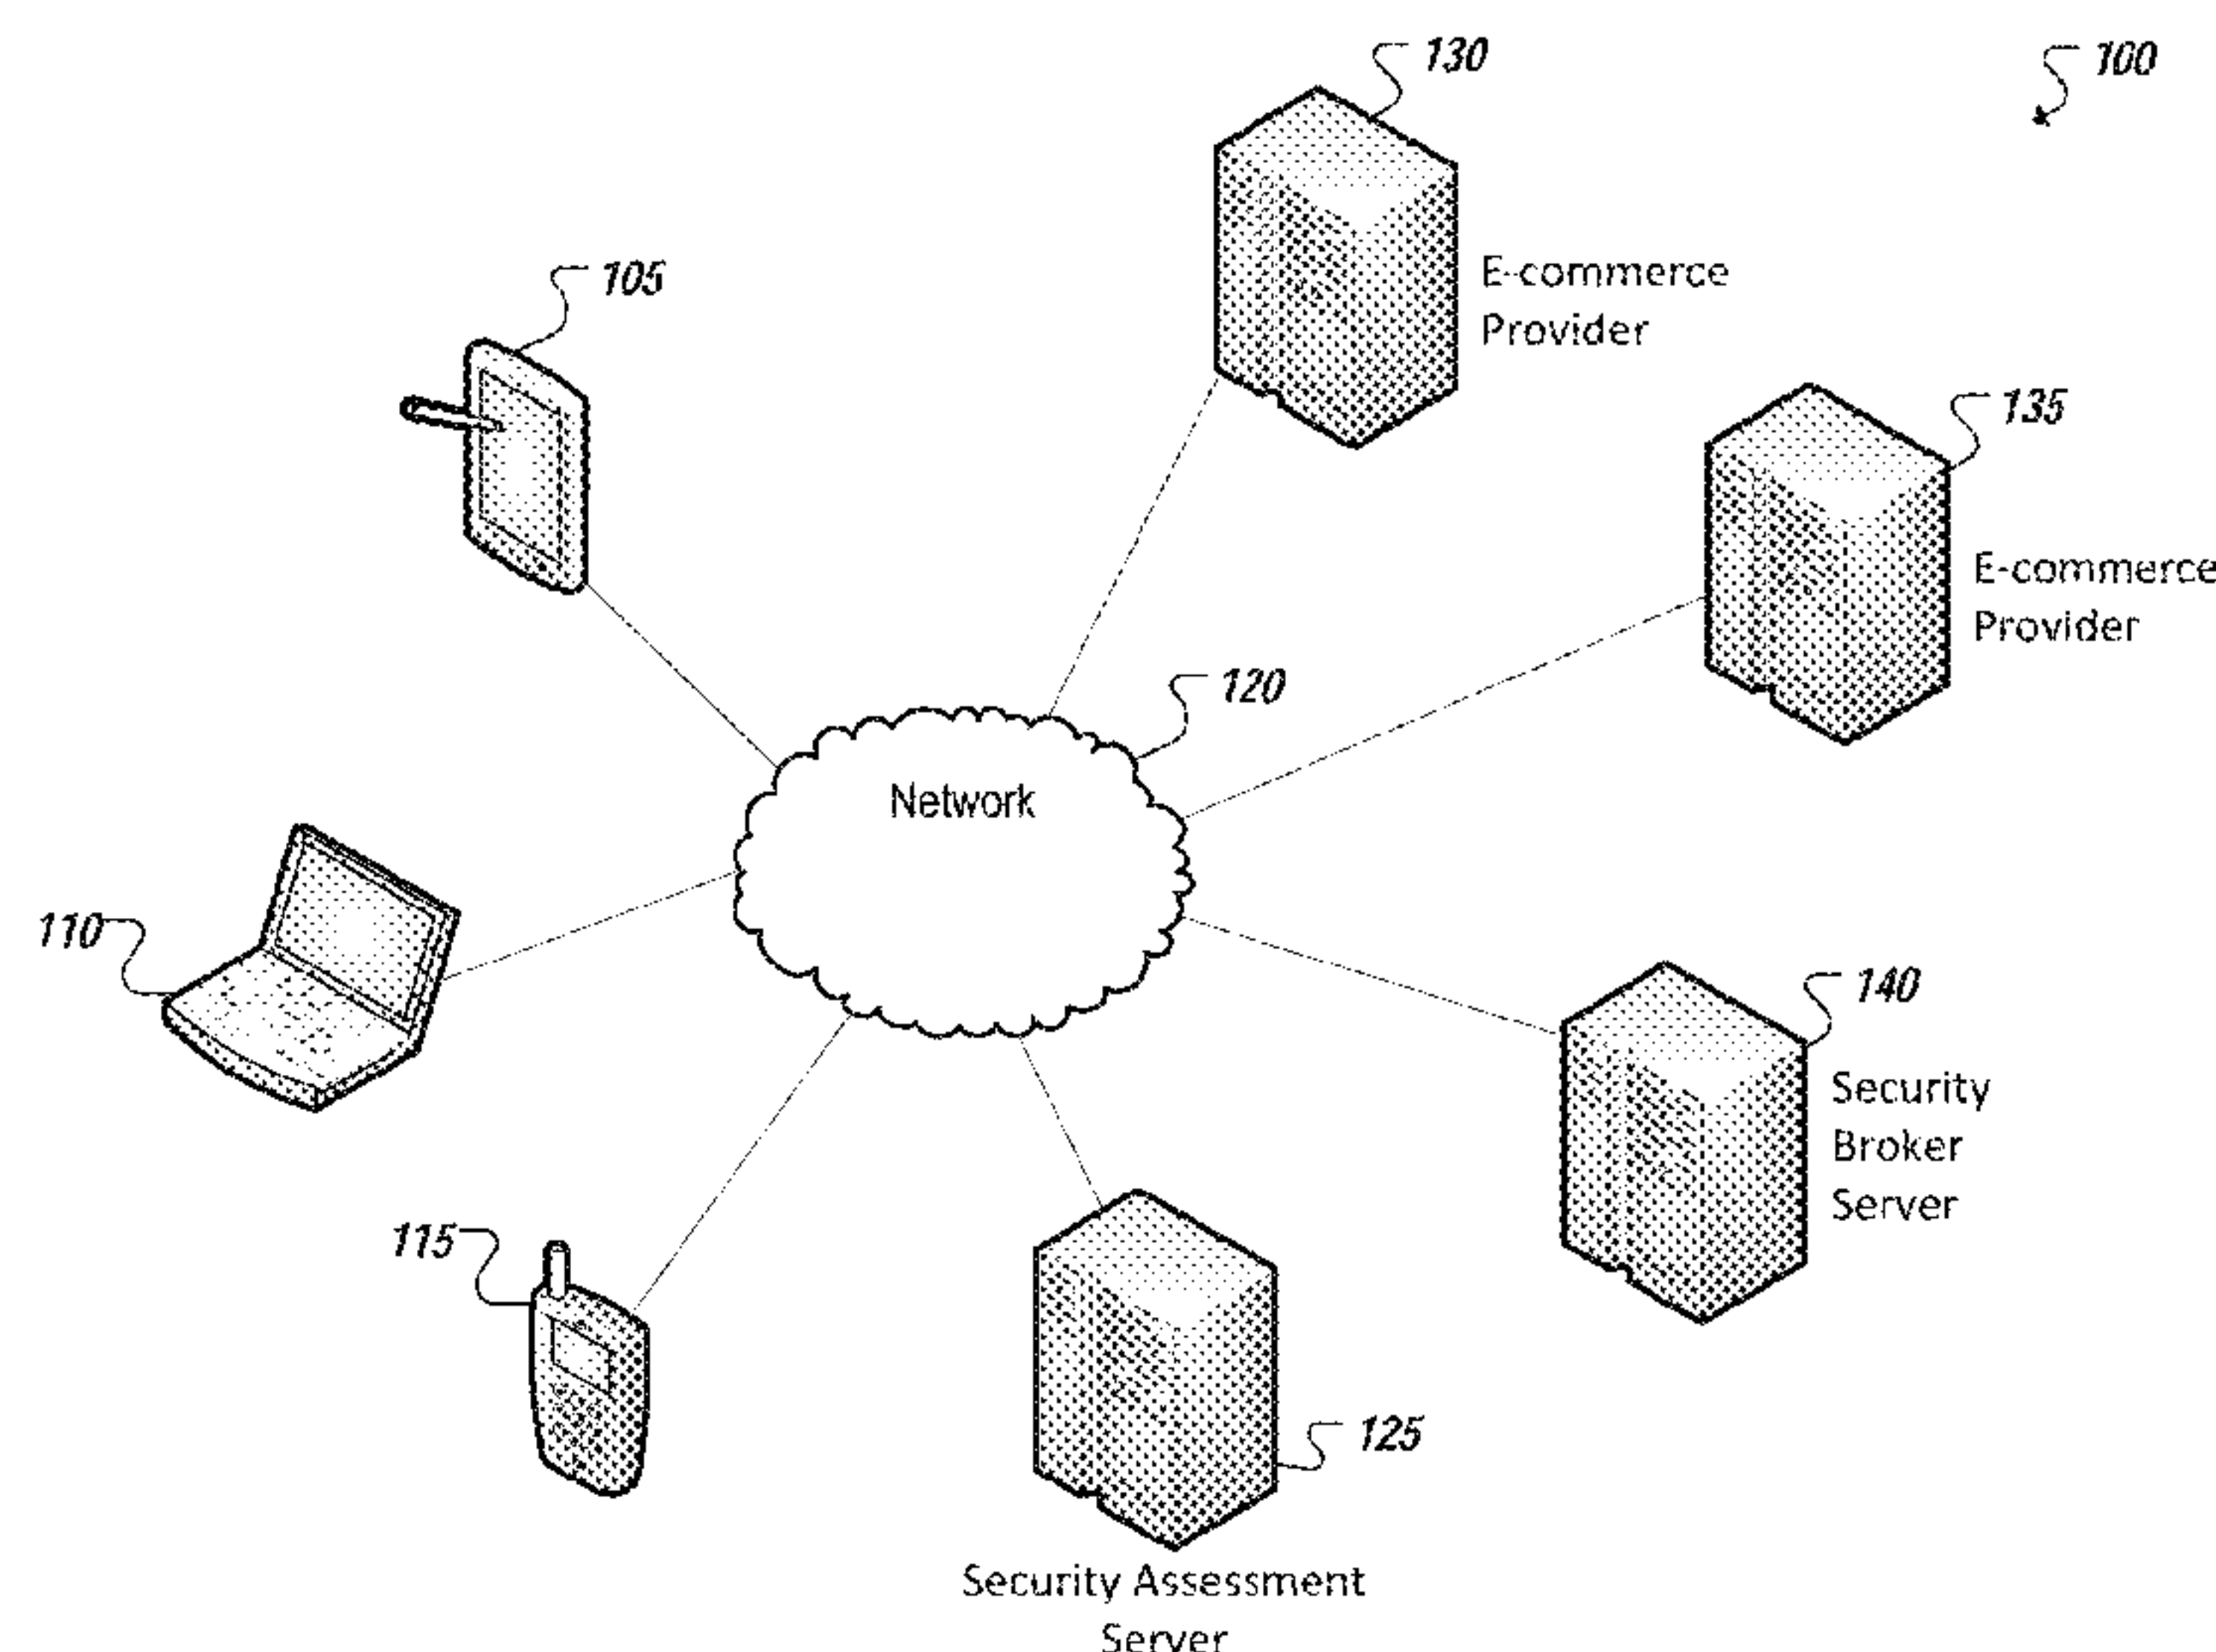 130
100
105
E-commerce
Provider
135
E-commerce
Provider
120
Network
110
140
Security
Broker
Server
115
125
Security Assessment
Server